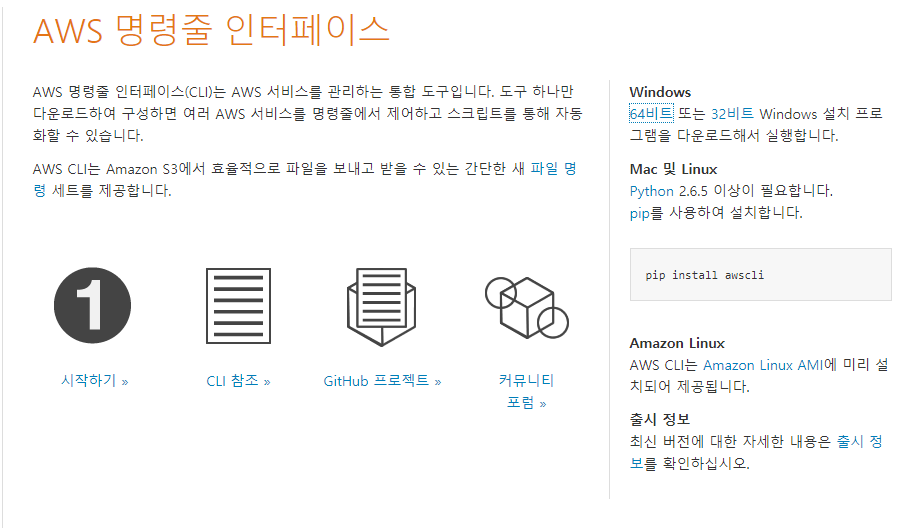 AWS 명령줄 인터페이스
AWS 명령줄 인터페이스(CLI)는 AWS 서비스를 관리하는 통합 도구입니다. 도구 하나만
다운로드하여 구성하면 여러 AWS 서비스를 명령줄에서 제어하고 스크립트를 통해 자동
화할 수 있습니다.
AWS CLI는 Amazon S3에서 효율적으로 파일을 보내고 받을 수 있는 간단한 새 파일 명
령 세트를 제공합니다.
1
시작하기 »
CLI 참조 »
GitHub 프로젝트 »
커뮤니티
포럼 »
Windows
64비트 또는 32비트 Windows 설치 프로
그램을 다운로드해서 실행합니다.
Mac 및 Linux
Python 2.6.5 이상이 필요합니다.
pip를 사용하여 설치합니다.
pip install awscli
Amazon Linux
AWS CLI는 Amazon Linux AMI에 미리 설
치되어 제공됩니다.
출시 정보
최신 버전에 대한 자세한 내용은 출시 정
보를 확인하십시오.